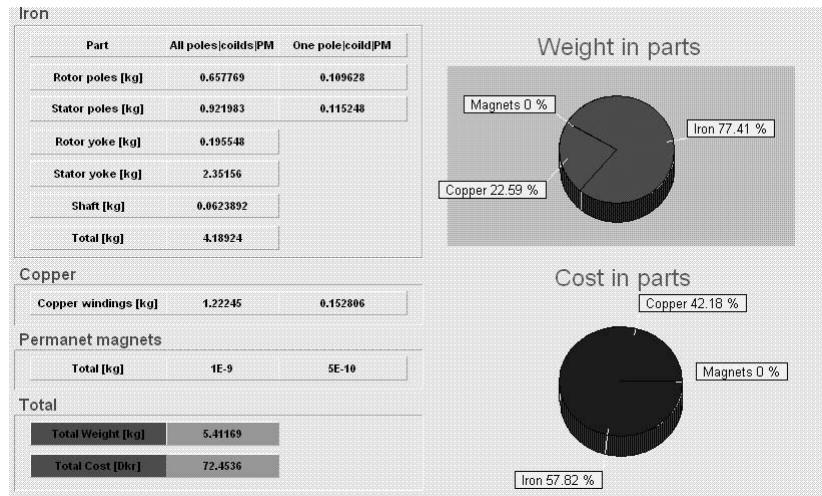 Iron
Part All poles|coilds|PM One pole|coild|PM
Rotor poles [kg] 0.657769 0.109628
Stator poles [kg] 0.921983 0.115248
Rotor yoke [kg] 0.195548
Stator yoke [kg] 2.35156
Shaft [kg] 0.0623892
Total [kg] 4.18924
Copper
Copper windings [kg] 1.22245 0.152806
Permanet magnets
Total [kg] 1E-9 5E-10
Total
Total Weight [kg] 5.41169
Total Cost [Dkr] 72.4536
Weight in parts
Magnets 0 %
Iron 77.41 %
Copper 22.59 %
Cost in parts
Copper 42.18 %
Magnets 0 %
Iron 57.82 %